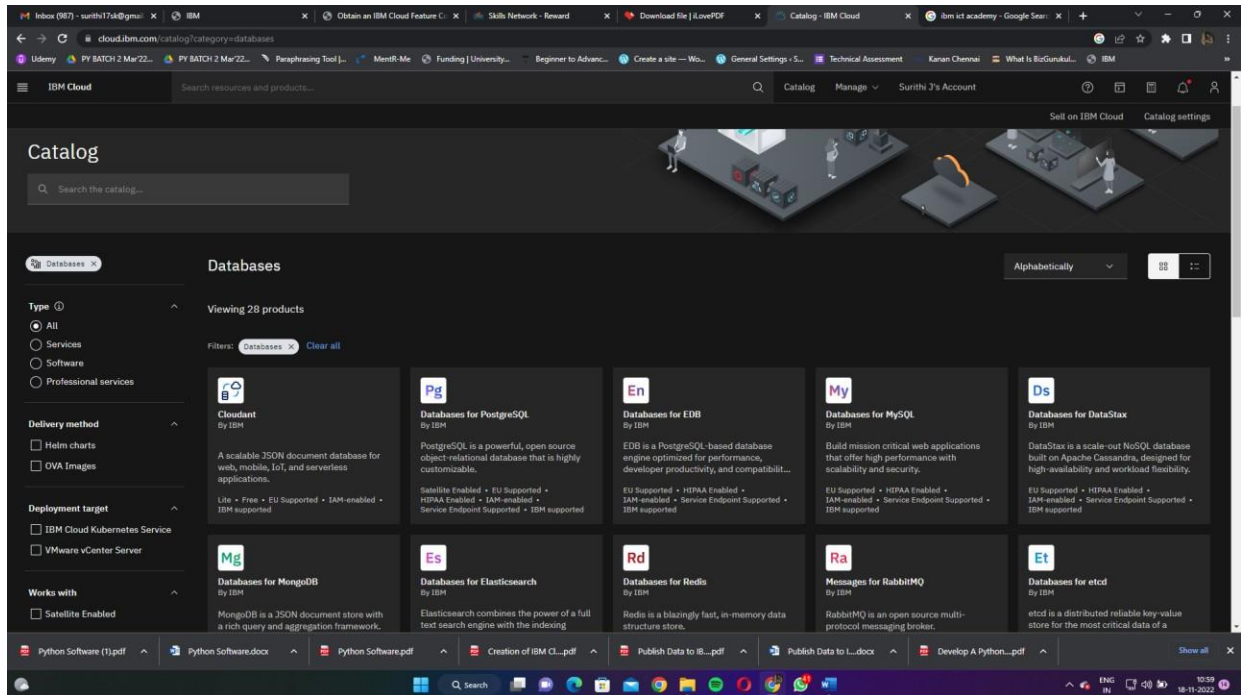 Inbox (987) - surithi17sk@gmai
IBM
Obtain an IBM Cloud Feature C
Skills Network - Reward
Download file | iLovePDF
Catalog - IBM Cloud
ibm ict academy - Google Searc
cloud.ibm.com/catalog?category=databases
Udemy
PY BATCH 2 Mar'22...
PY BATCH 2 Mar'22...
Paraphrasing Tool |...
MentR-Me
Funding | University...
Beginner to Advanc...
Create a site — Wo...
General Settings ‹ S...
Technical Assessment
Kanan Chennai
What Is BizGurukul...
IBM
IBM Cloud
Search resources and products...
Catalog
Manage
Surithi J's Account
Sell on IBM Cloud
Catalog settings
Catalog
Search the catalog...
Databases
Type
All
Services
Software
Professional services
Delivery method
Helm charts
OVA Images
Deployment target
IBM Cloud Kubernetes Service
VMware vCenter Server
Works with
Satellite Enabled
Databases
Alphabetically
Viewing 28 products
Filters: Databases Clear all
Cloudant
By IBM
A scalable JSON document database for
web, mobile, IoT, and serverless
applications.
Lite • Free • EU Supported • IAM-enabled •
IBM supported
Pg
Databases for PostgreSQL
By IBM
PostgreSQL is a powerful, open source
object-relational database that is highly
customizable.
Satellite Enabled • EU Supported •
HIPAA Enabled • IAM-enabled •
Service Endpoint Supported • IBM supported
En
Databases for EDB
By IBM
EDB is a PostgreSQL-based database
engine optimized for performance,
developer productivity, and compatibilit...
EU Supported • HIPAA Enabled •
IAM-enabled • Service Endpoint Supported •
IBM supported
My
Databases for MySQL
By IBM
Build mission critical web applications
that offer high performance with
scalability and security.
EU Supported • HIPAA Enabled •
IAM-enabled • Service Endpoint Supported •
IBM supported
Ds
Databases for DataStax
By IBM
DataStax is a scale-out NoSQL database
built on Apache Cassandra, designed for
high-availability and workload flexibility.
EU Supported • HIPAA Enabled •
IAM-enabled • Service Endpoint Supported •
IBM supported
Mg
Databases for MongoDB
By IBM
MongoDB is a JSON document store with
a rich query and aggregation framework.
Es
Databases for Elasticsearch
By IBM
Elasticsearch combines the power of a full
text search engine with the indexing
Rd
Databases for Redis
By IBM
Redis is a blazingly fast, in-memory data
structure store.
Ra
Messages for RabbitMQ
By IBM
RabbitMQ is an open source multi-
protocol messaging broker.
Et
Databases for etcd
By IBM
etcd is a distributed reliable key-value
store for the most critical data of a
Python Software (1).pdf
Python Software.docx
Python Software.pdf
Creation of IBM Cl....pdf
Publish Data to IB....pdf
Publish Data to I....docx
Develop A Python....pdf
Show all
Search
ENG
IN
10:59
18-11-2022